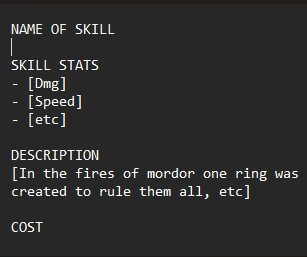 NAME OF SKILL
SKILL STATS
- [Dmg]
- [Speed]
- [etc]
DESCRIPTION
[In the fires of mordor one ring was
created to rule them all, etc]
COST